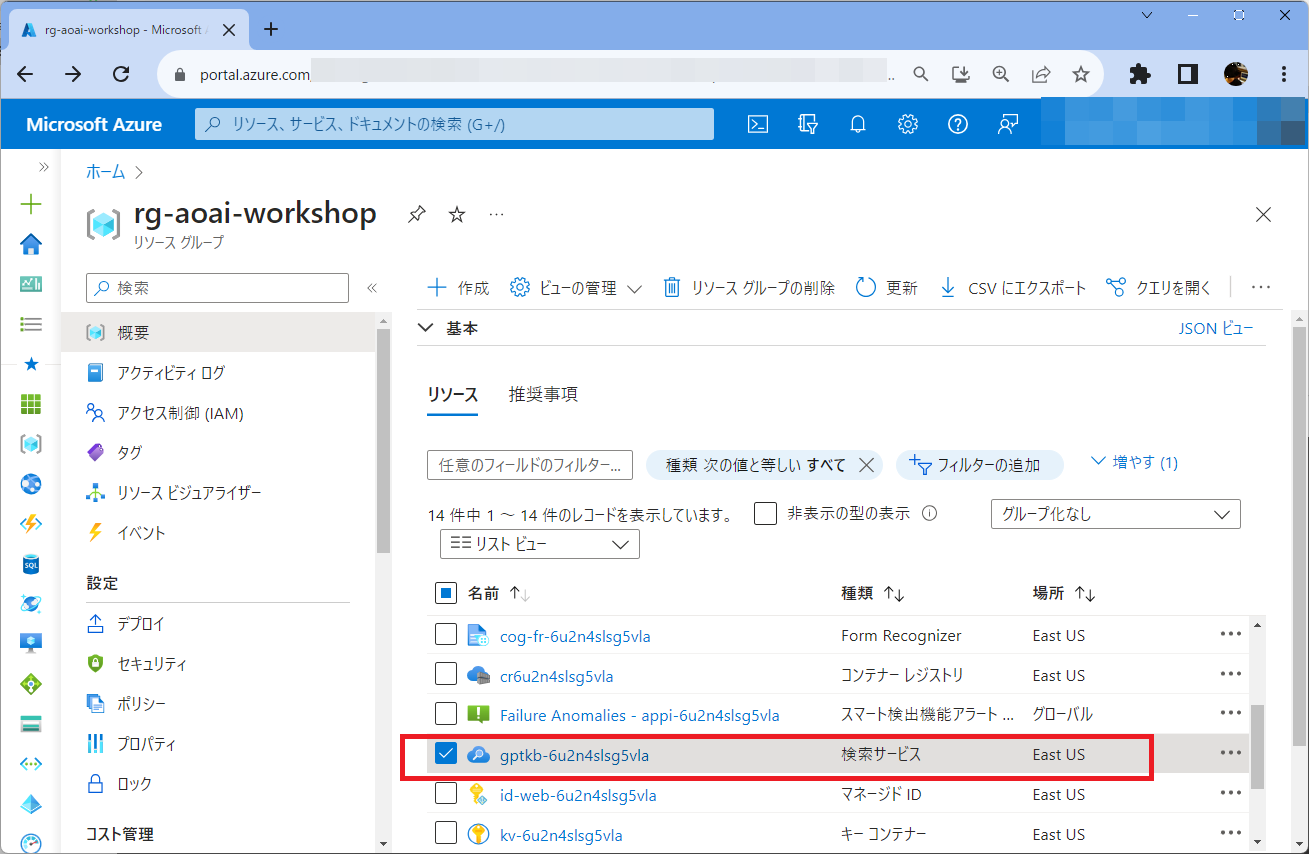 rg-aoai-workshop - Microsoft A
portal.azure.com
Microsoft Azure
リソース、サービス、ドキュメントの検索 (G+/)
ホーム
rg-aoai-workshop
リソース グループ
検索
作成
ビューの管理
リソース グループの削除
更新
CSV にエクスポート
クエリを開く
概要
アクティビティ ログ
アクセス制御 (IAM)
タグ
リソース ビジュアライザー
イベント
設定
デプロイ
セキュリティ
ポリシー
プロパティ
ロック
コスト管理
基本
JSON ビュー
リソース 推奨事項
任意のフィールドのフィルター...
種類 次の値と等しい すべて
フィルターの追加
増やす (1)
14 件中 1 ～ 14 件のレコードを表示しています。
非表示の型の表示
グループ化なし
リスト ビュー
名前 種類 場所
cog-fr-6u2n4slsg5vla Form Recognizer East US
cr6u2n4slsg5vla コンテナー レジストリ East US
Failure Anomalies - appi-6u2n4slsg5vla スマート検出機能アラート ... グローバル
gptkb-6u2n4slsg5vla 検索サービス East US
id-web-6u2n4slsg5vla マネージド ID East US
kv-6u2n4slsg5vla キー コンテナー East US
SQL